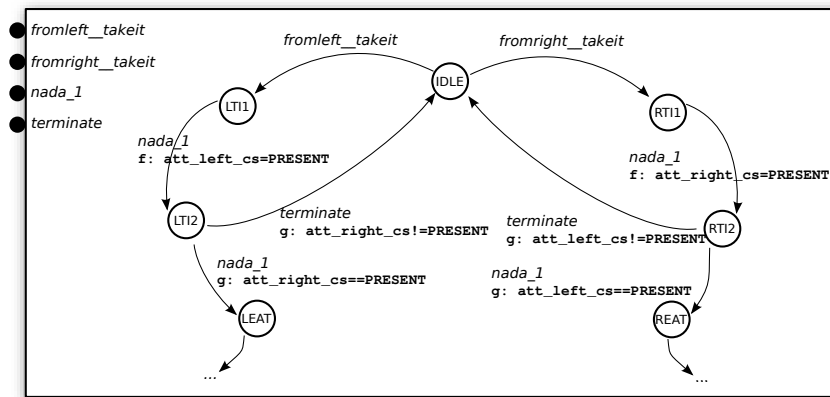 fromleft__takeit
fromright__takeit
nada_1
terminate
fromleft__takeit
fromright__takeit
IDLE
LTI1
RTI1
nada_1
f: att_left_cs=PRESENT
nada_1
f: att_right_cs=PRESENT
LTI2
RTI2
terminate
g: att_right_cs!=PRESENT
terminate
g: att_left_cs!=PRESENT
nada_1
g: att_right_cs==PRESENT
nada_1
g: att_left_cs==PRESENT
LEAT
REAT
...
...